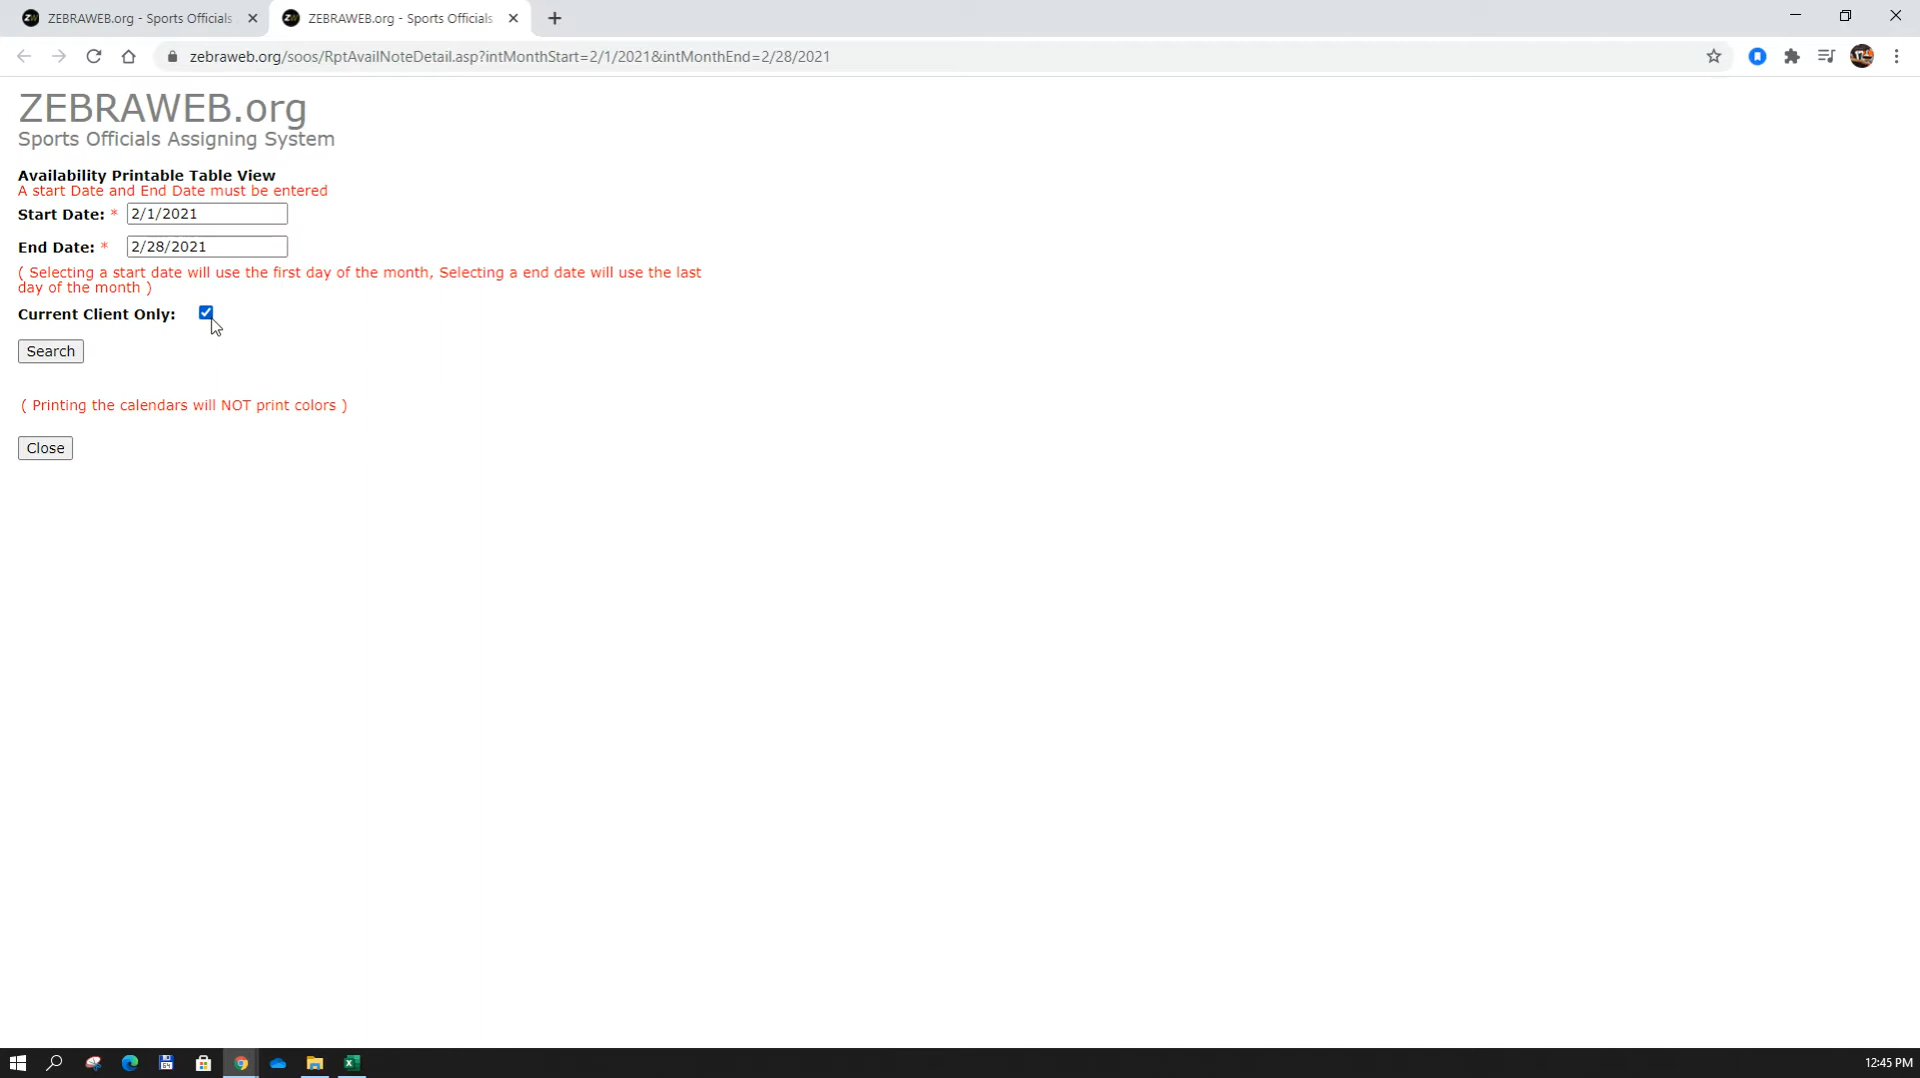 ZEBRAWEB.org - Sports Officials
ZEBRAWEB.org - Sports Officials
zebraweb.org/soos/RptAvailNoteDetail.asp?intMonthStart=2/1/2021&intMonthEnd=2/28/2021
ZEBRAWEB.org
Sports Officials Assigning System
Availability Printable Table View
A start Date and End Date must be entered
Start Date: * 2/1/2021
End Date: * 2/28/2021
( Selecting a start date will use the first day of the month, Selecting a end date will use the last
day of the month )
Current Client Only:
Search
( Printing the calendars will NOT print colors )
Close
12:45 PM